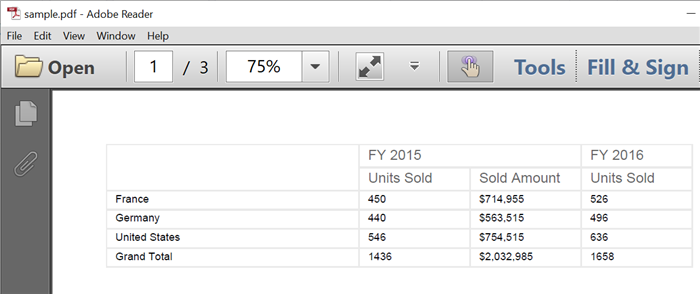 sample.pdf - Adobe Reader
File Edit View Window Help
Open 1 / 3 75% Tools Fill & Sign
FY 2015 FY 2016
Units Sold Sold Amount Units Sold
France 450 $714,955 526
Germany 440 $563,515 496
United States 546 $754,515 636
Grand Total 1436 $2,032,985 1658